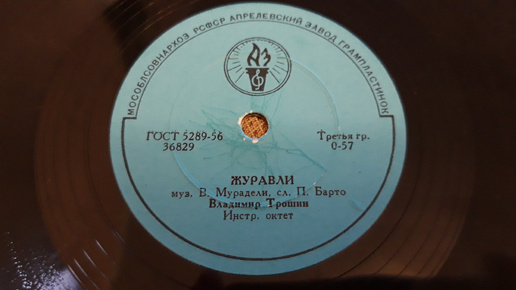 МОСОБЛСОВНАРХОЗ РСФСР АПРЕЛЕВСКИЙ ЗАВОД ГРАМПЛАСТИНОК
АЗ
ГОСТ 5289-56
36829
Третья гр.
0-57
ЖУРАВЛИ
муз. В. Мурадели, сл. П. Барто
Владимир Трошин
Инстр. октет